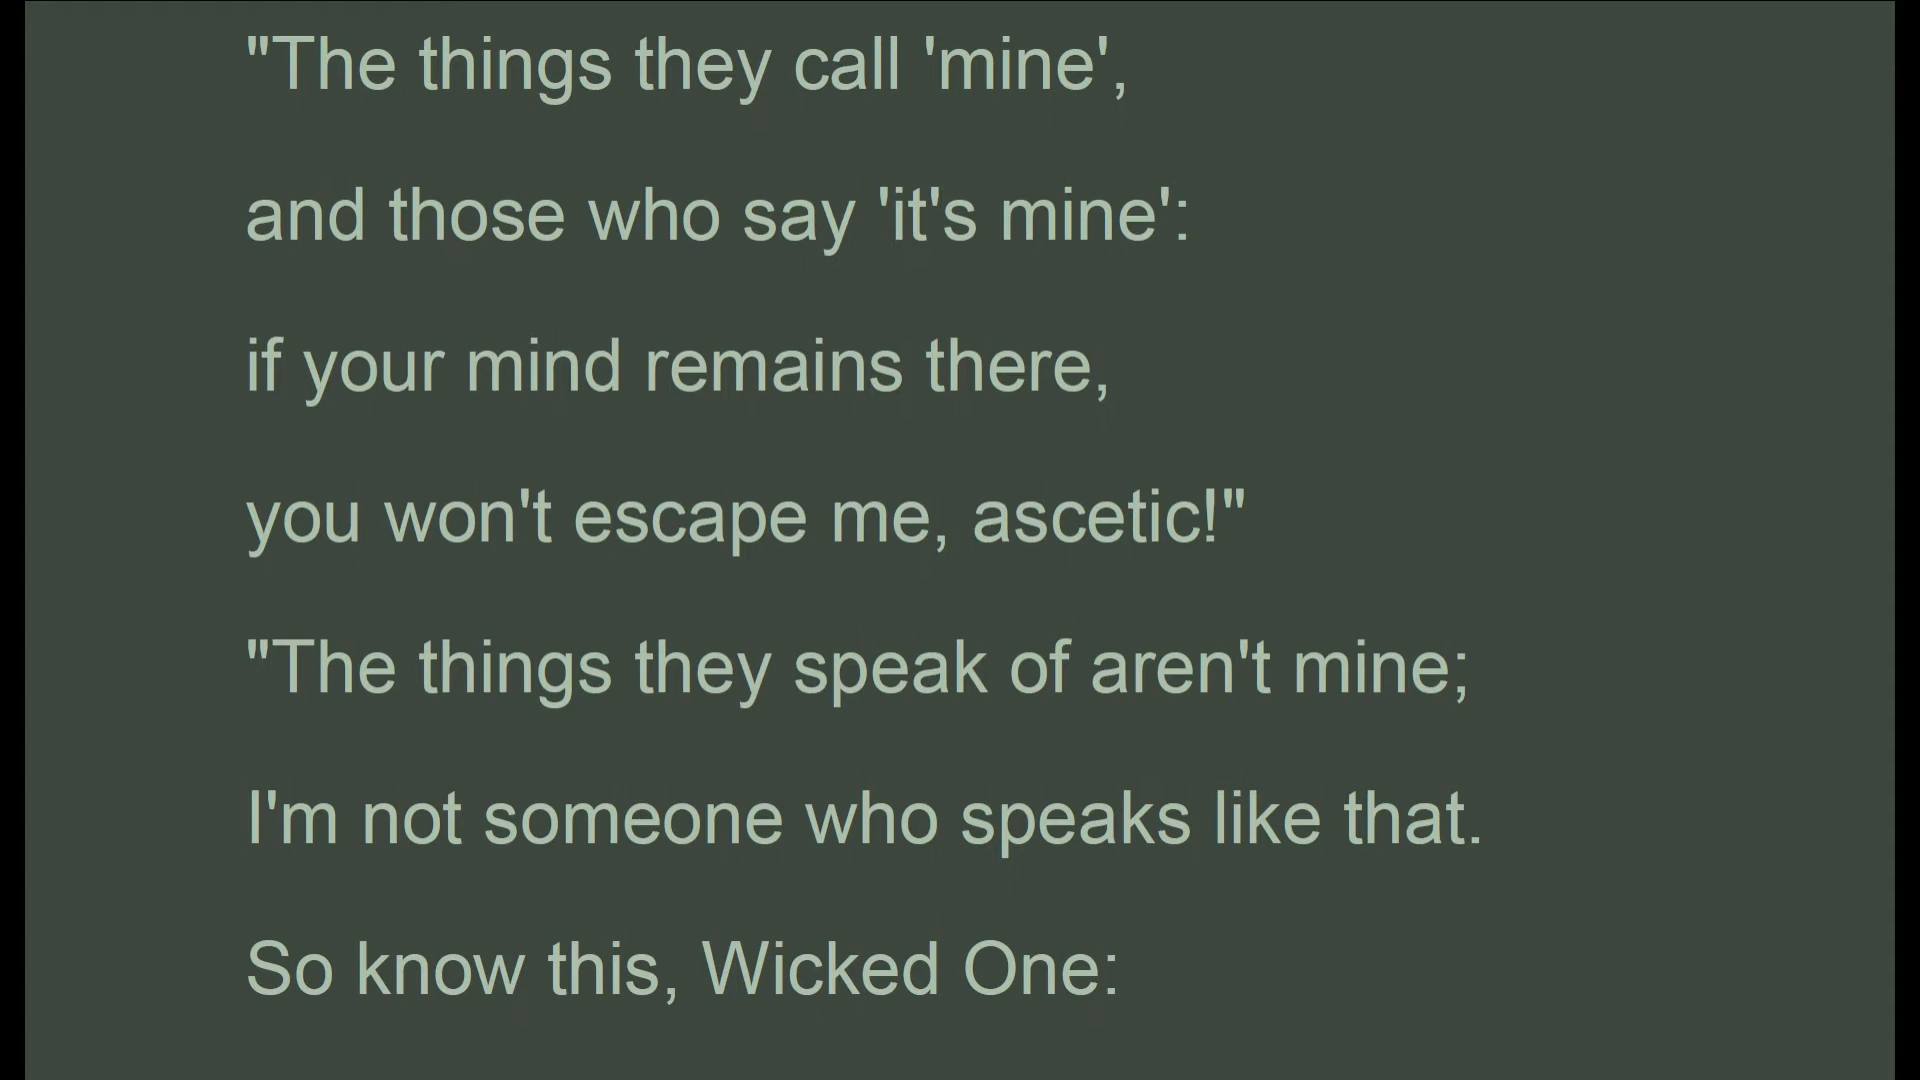 "The things they call 'mine',
and those who say 'it's mine':
if your mind remains there,
you won't escape me, ascetic!"
"The things they speak of aren't mine;
I'm not someone who speaks like that.
So know this, Wicked One: